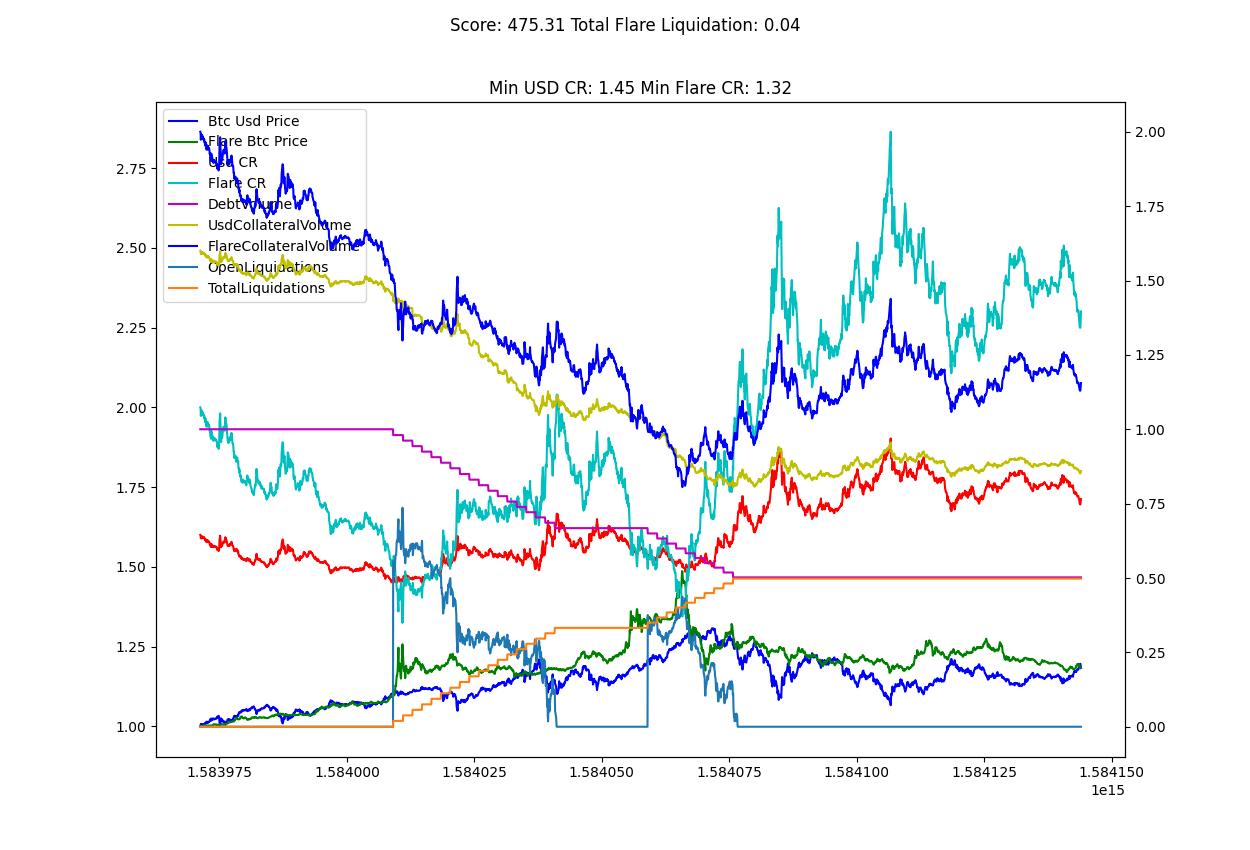 Score: 475.31 Total Flare Liquidation: 0.04
Min USD CR: 1.45 Min Flare CR: 1.32
Btc Usd Price
Flare Btc Price
Usd CR
Flare CR
DebtVolume
UsdCollateralVolume
FlareCollateralVolume
OpenLiquidations
TotalLiquidations
2.75
2.50
2.25
2.00
1.75
1.50
1.25
1.00
2.00
1.75
1.50
1.25
1.00
0.75
0.50
0.25
0.00
1.583975 1.584000 1.584025 1.584050 1.584075 1.584100 1.584125 1.584150
1e15